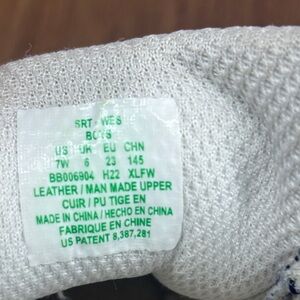 SRT - WES
BOYS
US UK EU CHN
7W 6 23 145
BB006904 H22 XLFW
LEATHER / MAN MADE UPPER
CUIR / PU TIGE EN
MADE IN CHINA / HECHO EN CHINA
FABRIQUE EN CHINE
US PATENT 8,387,281